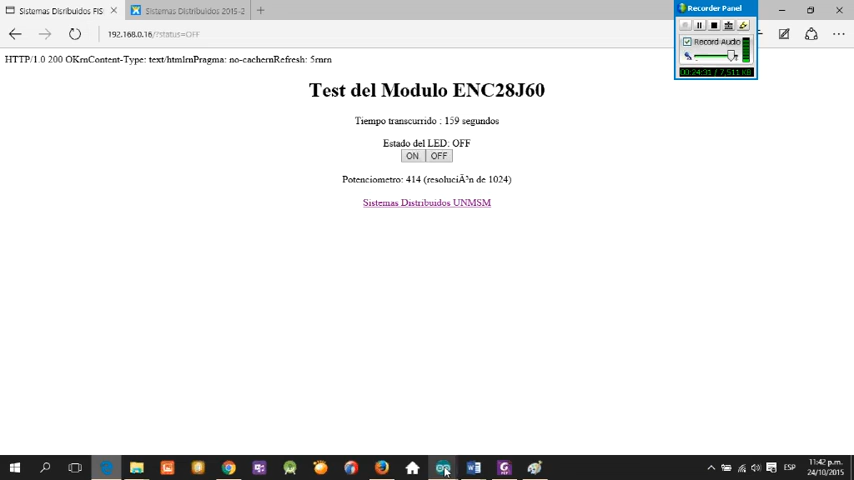 Recorder Panel
Sistemas Disribuidos FIS
Sistemas Distribuidos 2015-2
192.168.0.16/?status=OFF
Record Audio
00:24:31 / 7,511 KB
HTTP/1.0 200 OKrnContent-Type: text/htmlrnPragma: no-cachernRefresh: 5rnrn
Test del Modulo ENC28J60
Tiempo transcurrido : 159 segundos
Estado del LED: OFF
ON OFF
Potenciometro: 414 (resoluciÃ³n de 1024)
Sistemas Distribuidos UNMSM
ESP
11:42 p.m.
24/10/2015